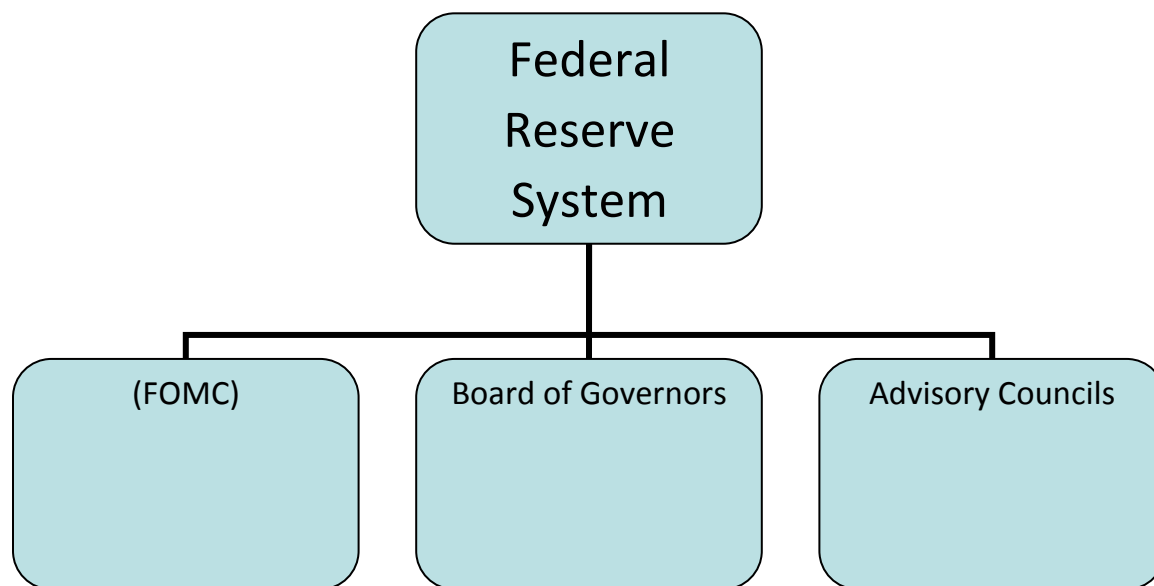 Federal
Reserve
System
(FOMC)
Board of Governors
Advisory Councils